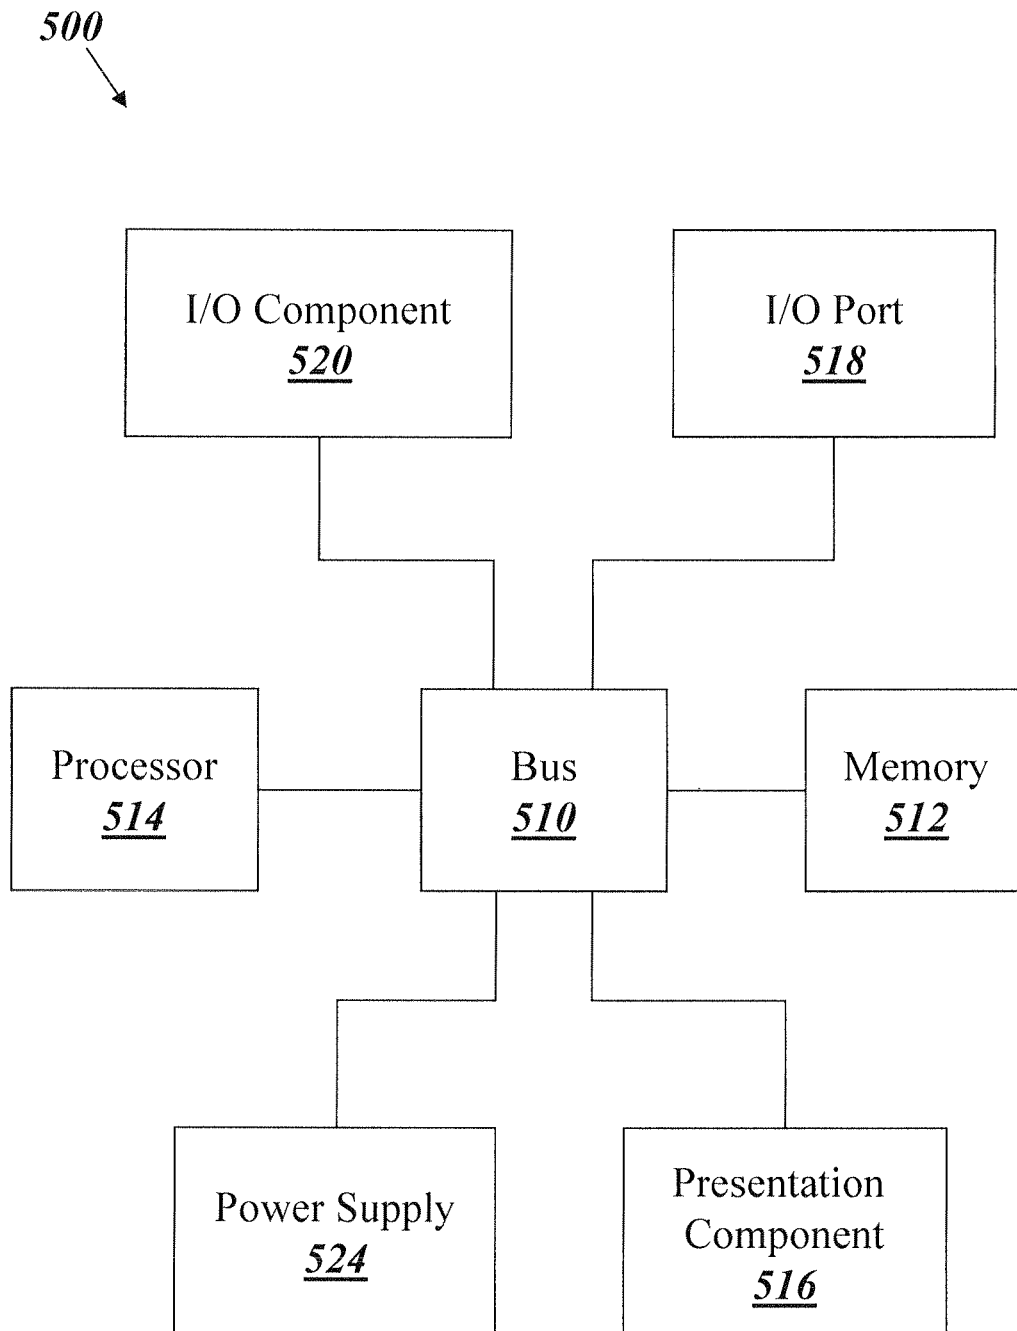 500
I/O Component
520
I/O Port
518
Processor
514
Bus
510
Memory
512
Power Supply
524
Presentation
Component
516